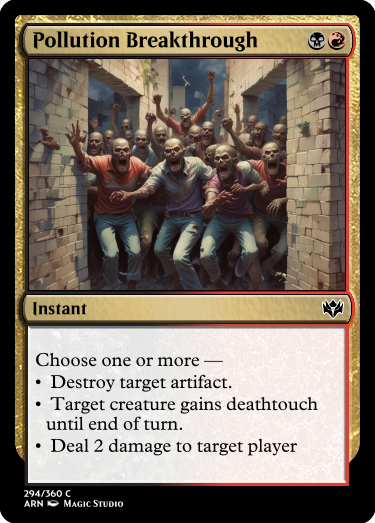 Pollution Breakthrough
Instant
Choose one or more —
• Destroy target artifact.
• Target creature gains deathtouch
until end of turn.
• Deal 2 damage to target player
294/360 C
ARN Magic Studio